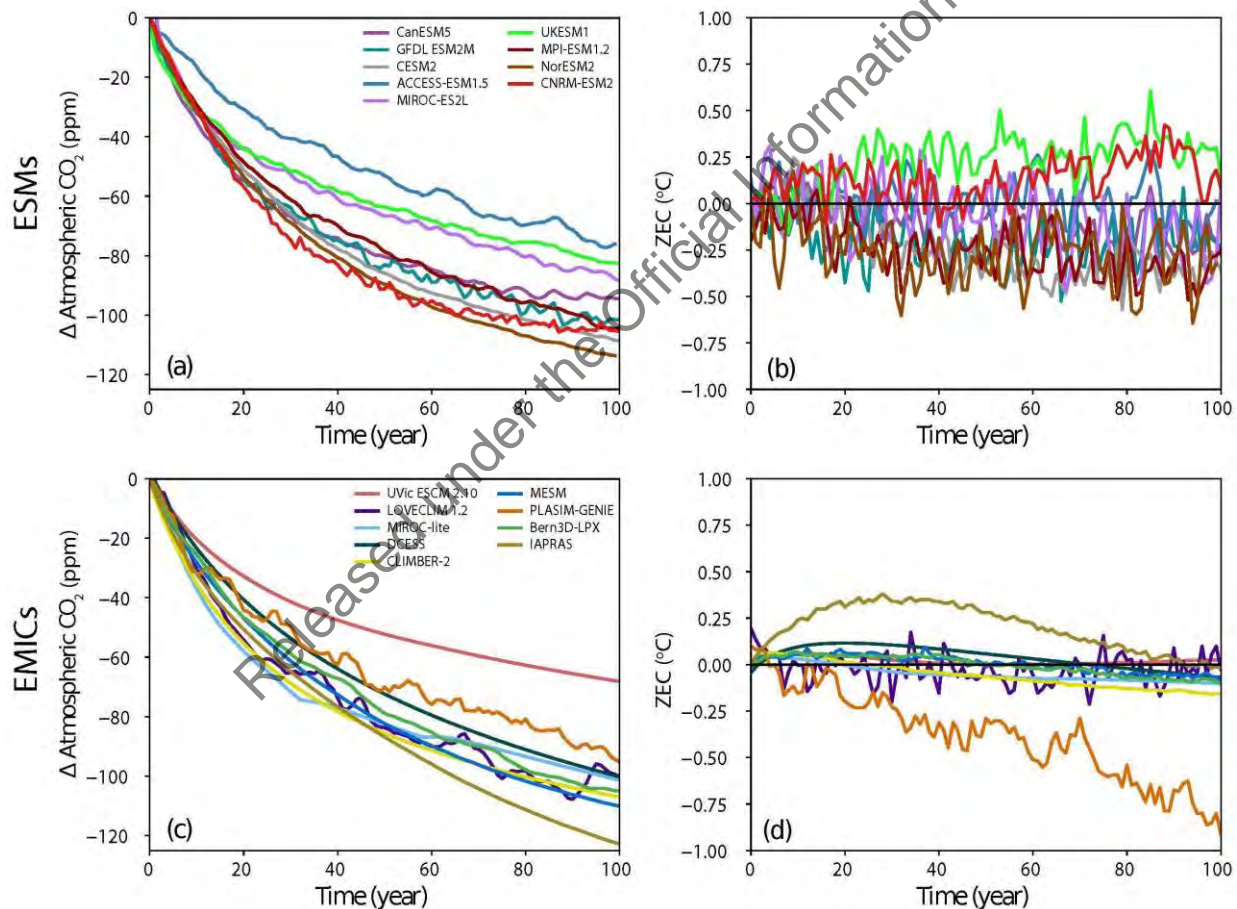 ESMs
Δ Atmospheric CO₂ (ppm)
0
−20
−40
−60
−80
−100
−120
CanESM5
GFDL ESM2M
CESM2
ACCESS-ESM1.5
MIROC-ES2L
UKESM1
MPI-ESM1.2
NorESM2
CNRM-ESM2
(a)
0 20 40 60 80 100
Time (year)
ZEC (°C)
1.00
0.75
0.50
0.25
0.00
−0.25
−0.50
−0.75
−1.00
(b)
0 20 40 60 80 100
Time (year)
EMICs
Δ Atmospheric CO₂ (ppm)
0
−20
−40
−60
−80
−100
−120
UVic ESCM 2.10
LOVECLIM 1.2
MIROC-lite
DCESS
CLIMBER-2
MESM
PLASIM-GENIE
Bern3D-LPX
IAPRAS
(c)
0 20 40 60 80 100
Time (year)
ZEC (°C)
1.00
0.75
0.50
0.25
0.00
−0.25
−0.50
−0.75
−1.00
(d)
0 20 40 60 80 100
Time (year)
Released under the Official Information